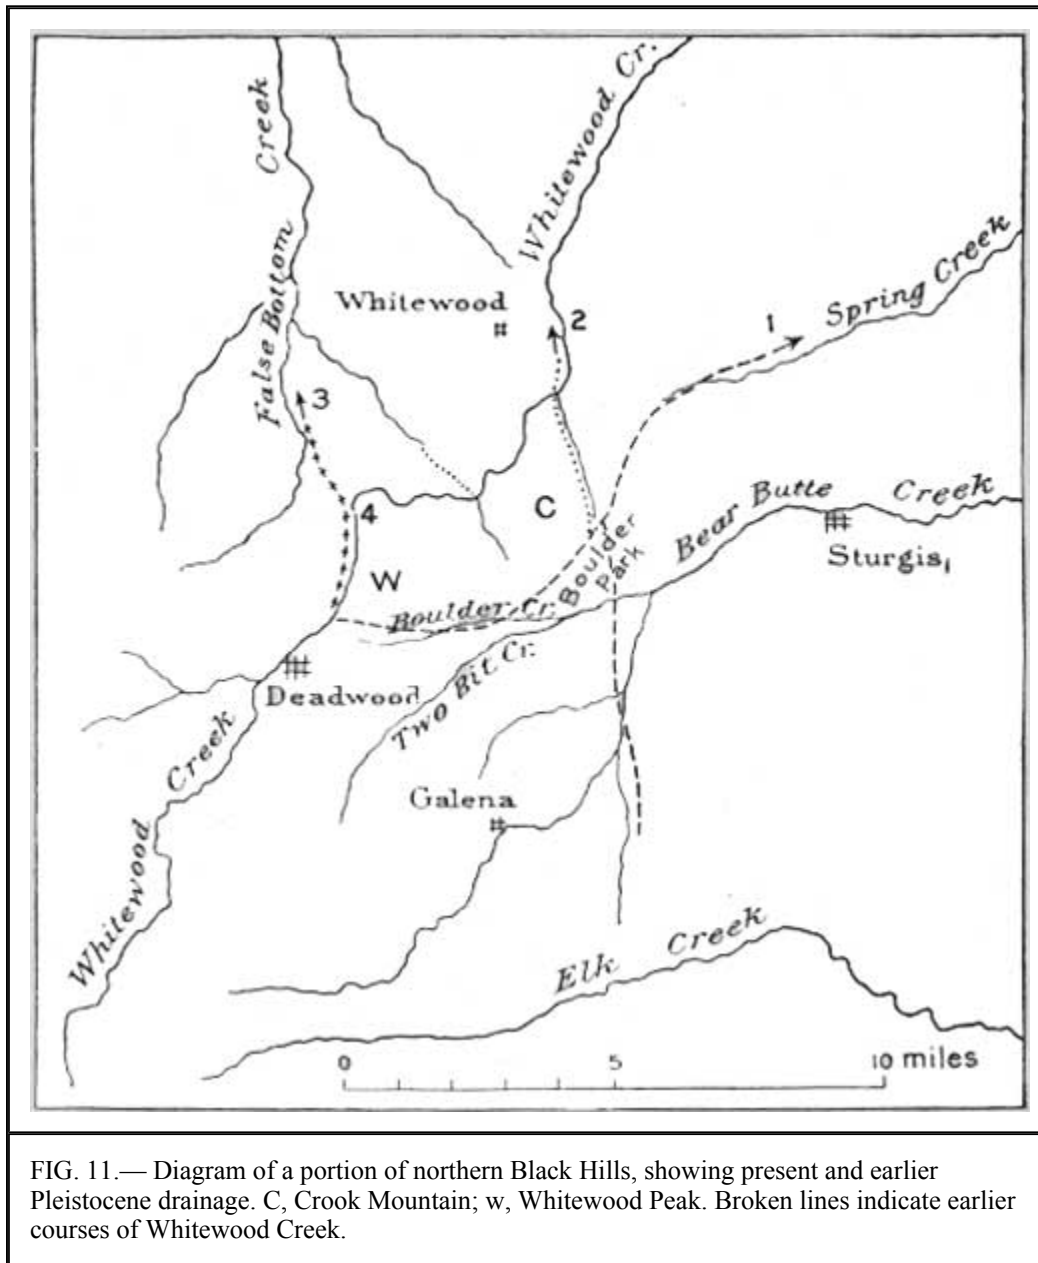 Creek
Whitewood Cr.
False Bottom
Spring Creek
Whitewood
2
1
3
Bear Butte Creek
C
4
Boulder
Park
Sturgis
W
Boulder Cr.
Two Bit Cr.
Deadwood
Creek
Galena
Whitewood
Elk Creek
0 5 10 miles
FIG. 11.— Diagram of a portion of northern Black Hills, showing present and earlier
Pleistocene drainage. C, Crook Mountain; w, Whitewood Peak. Broken lines indicate earlier
courses of Whitewood Creek.